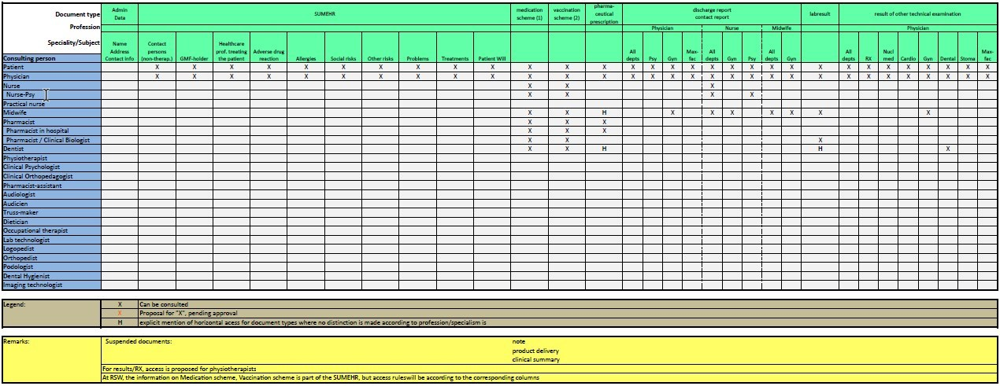 Document type Admin Data SUMEHR medication scheme (1) vaccination scheme (2) pharma-ceutical prescription discharge report contact report labresult result of other technical examination
Profession Physician Nurse Midwife Physician
Speciality/Subject Name Address Contact info Contact persons (non-therap.) GMF-holder Healthcare prof. treating the patient Adverse drug reaction Allergies Social risks Other risks Problems Treatments Patient Will All depts Psy Gyn Max-fac All depts Gyn Psy All depts Gyn All depts RX Nucl med Cardio Gyn Dental Stoma Max-fac
Consulting person
Patient X X X X X X X X X X X X X X X X X X X X X X X X X X X X X X X
Physician X X X X X X X X X X X X X X X X X X X X X X X X X X X X X X X
Nurse X X X
Nurse-Psy X X X X
Practical nurse
Midwife X X H X X X X X X X
Pharmacist X X X
Pharmacist in hospital X X X
Pharmacist / Clinical Biologist X X X
Dentist X X H H X
Physiotherapist
Clinical Psychologist
Clinical Orthopedagogist
Pharmacist-assistant
Audiologist
Audicien
Truss-maker
Dietician
Occupational therapist
Lab technologist
Logopedist
Orthopedist
Podologist
Dental Hygienist
Imaging technologist
Legend: X Can be consulted
X Proposal for "X", pending approval
H explicit mention of horizontal acess for document types where no distinction is made according to profession/specialism is
Remarks: Suspended documents: note
product delivery
clinical summary
For results/RX, access is proposed for physiotherapists
At RSW, the information on Medication scheme, Vaccination scheme is part of the SUMEHR, but access ruleswill be according to the corresponding columns